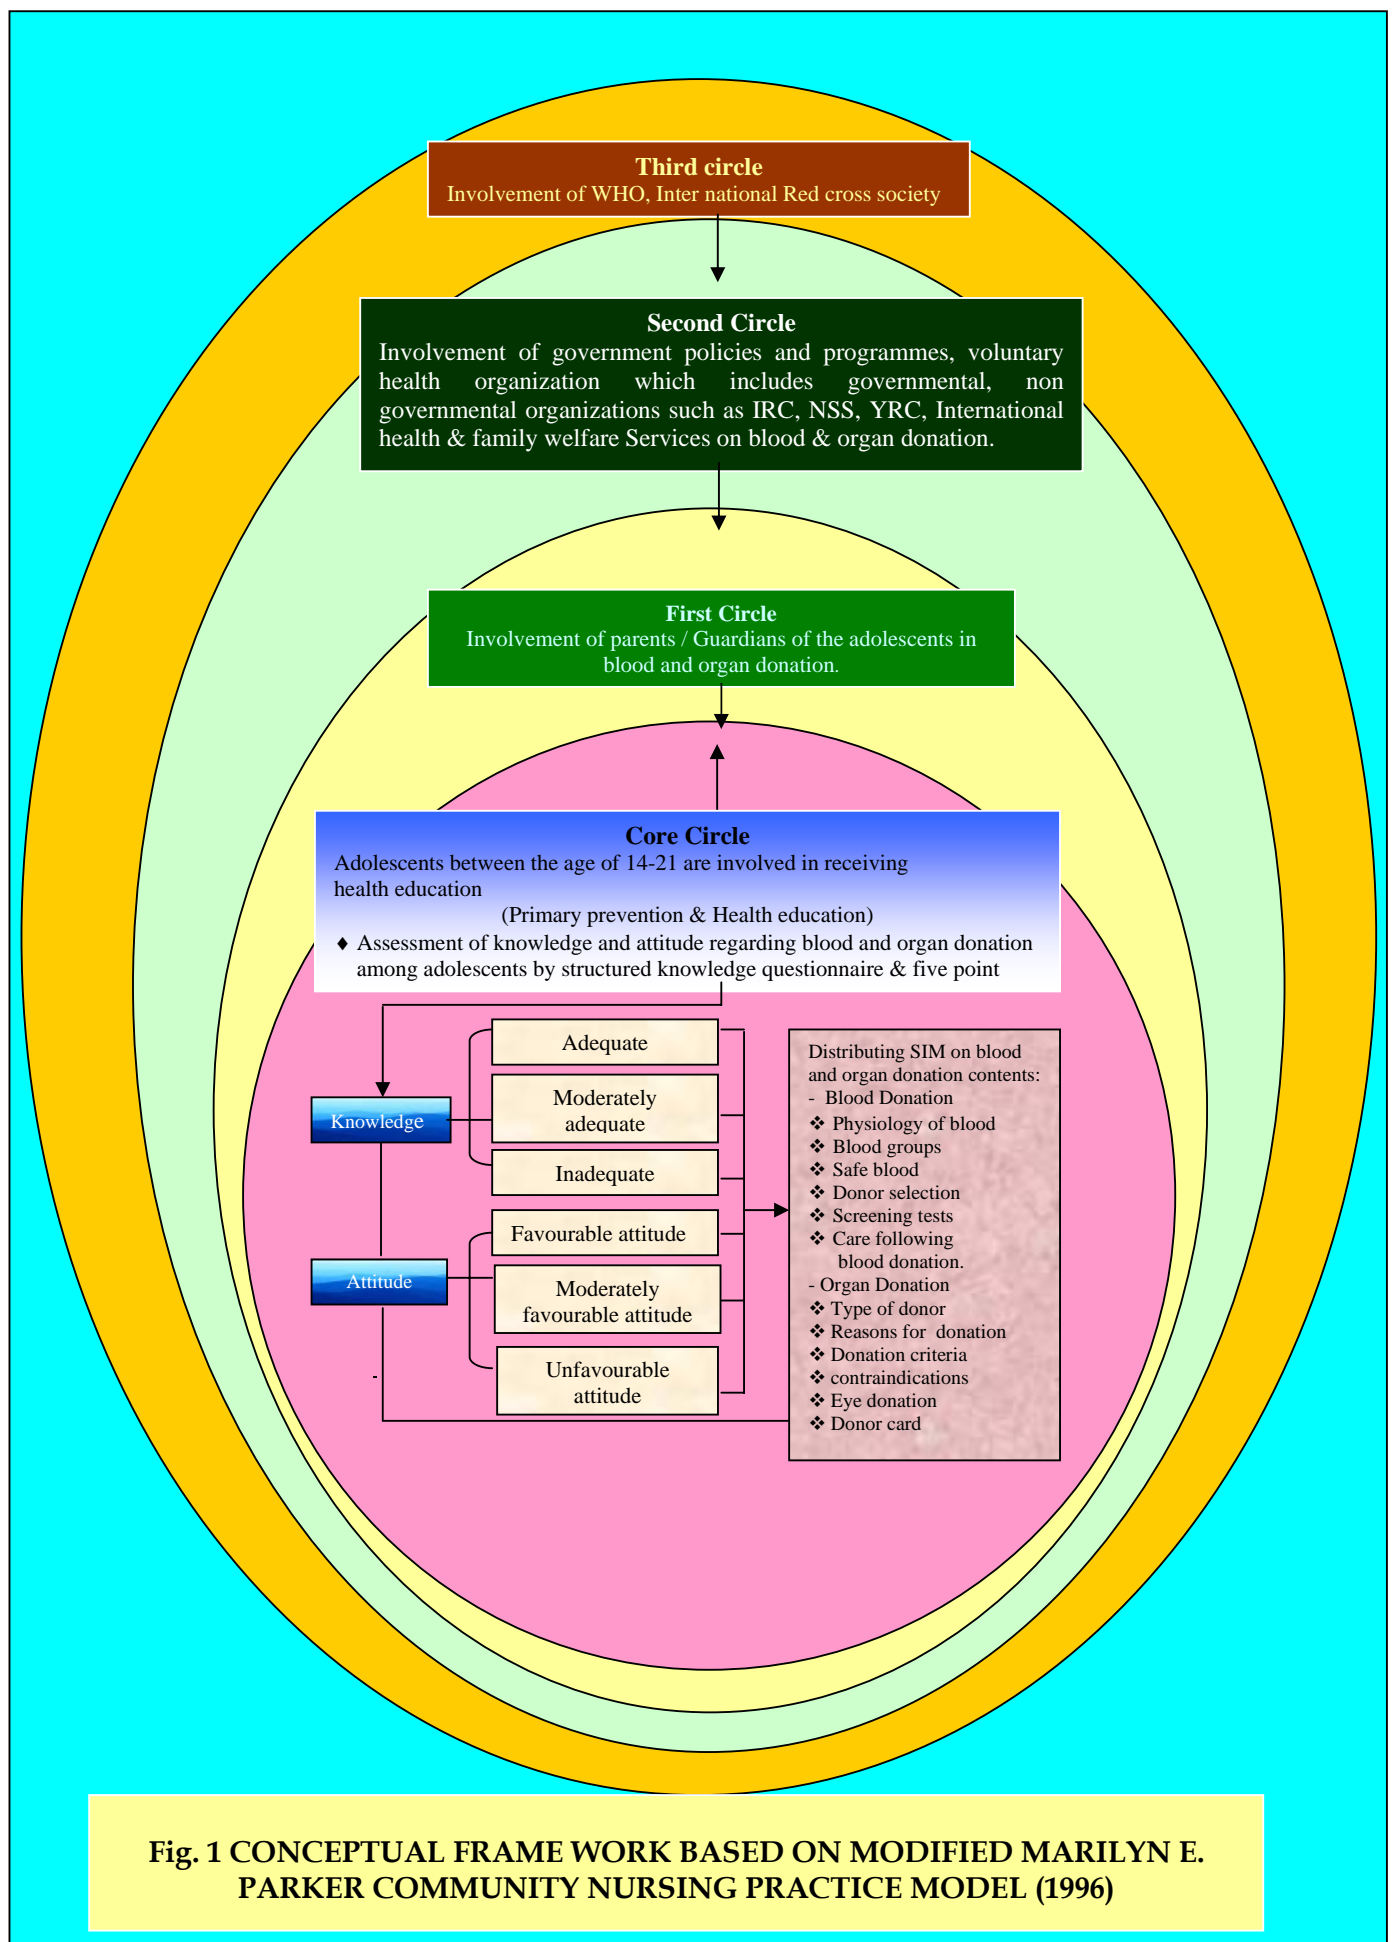 Third circle
Involvement of WHO, Inter national Red cross society
Second Circle
Involvement of government policies and programmes, voluntary
health organization which includes governmental, non
governmental organizations such as IRC, NSS, YRC, International
health & family welfare Services on blood & organ donation.
First Circle
Involvement of parents / Guardians of the adolescents in
blood and organ donation.
Core Circle
Adolescents between the age of 14-21 are involved in receiving
health education
(Primary prevention & Health education)
♦ Assessment of knowledge and attitude regarding blood and organ donation
among adolescents by structured knowledge questionnaire & five point
Knowledge
Adequate
Moderately
adequate
Inadequate
Attitude
Favourable attitude
Moderately
favourable attitude
Unfavourable
attitude
-
Distributing SIM on blood
and organ donation contents:
- Blood Donation
❖ Physiology of blood
❖ Blood groups
❖ Safe blood
❖ Donor selection
❖ Screening tests
❖ Care following
blood donation.
- Organ Donation
❖ Type of donor
❖ Reasons for donation
❖ Donation criteria
❖ contraindications
❖ Eye donation
❖ Donor card
Fig. 1 CONCEPTUAL FRAME WORK BASED ON MODIFIED MARILYN E.
PARKER COMMUNITY NURSING PRACTICE MODEL (1996)